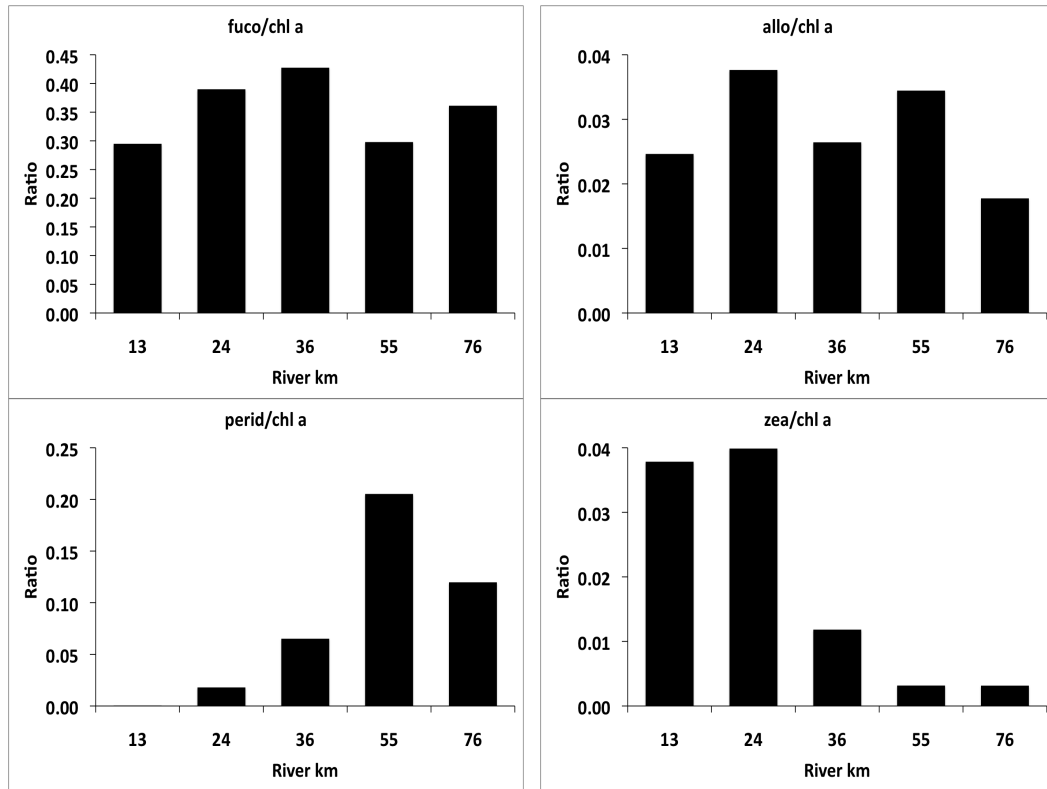 fuco/chl a
0.45
0.40
0.35
0.30
0.25
0.20
0.15
0.10
0.05
0.00
Ratio
13 24 36 55 76
River km
allo/chl a
0.04
0.03
0.02
0.01
0.00
Ratio
13 24 36 55 76
River km
perid/chl a
0.25
0.20
0.15
0.10
0.05
0.00
Ratio
13 24 36 55 76
River km
zea/chl a
0.04
0.03
0.02
0.01
0.00
Ratio
13 24 36 55 76
River km